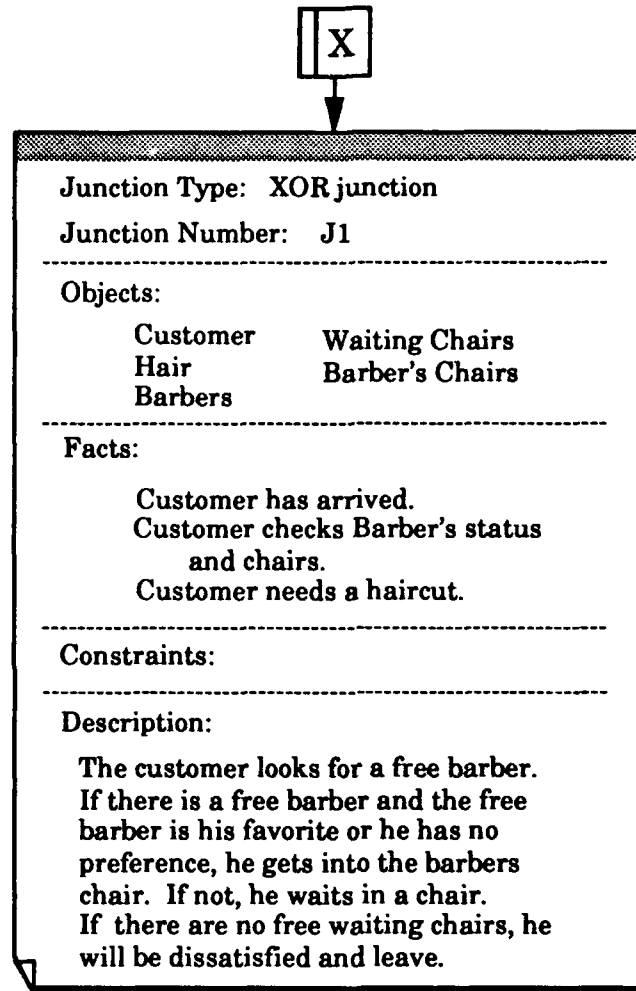 X
Junction Type: XOR junction
Junction Number: J1
Objects:
Customer Waiting Chairs
Hair Barber's Chairs
Barbers
Facts:
Customer has arrived.
Customer checks Barber's status
and chairs.
Customer needs a haircut.
Constraints:
Description:
The customer looks for a free barber.
If there is a free barber and the free
barber is his favorite or he has no
preference, he gets into the barbers
chair. If not, he waits in a chair.
If there are no free waiting chairs, he
will be dissatisfied and leave.